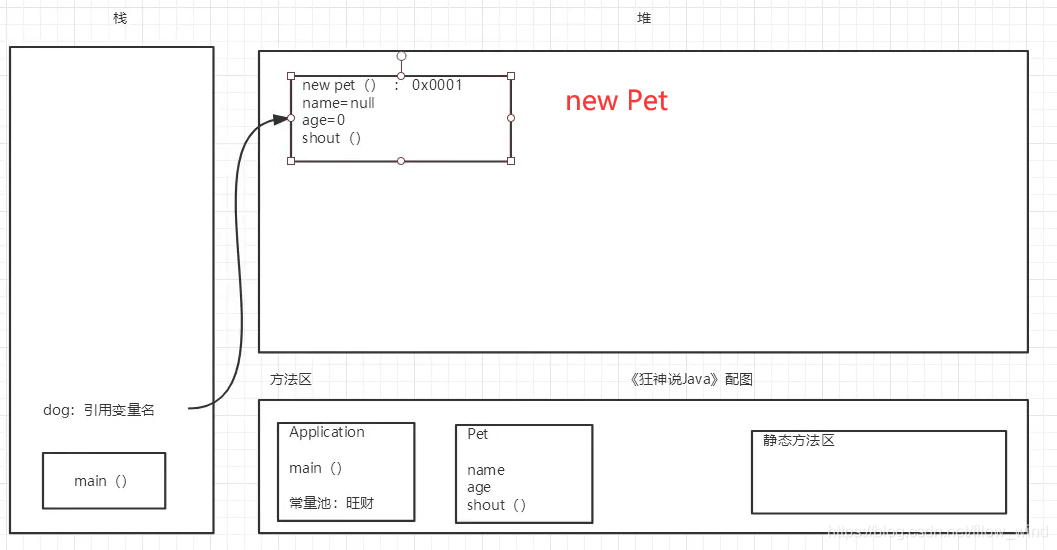 栈
堆
new pet（） ： 0x0001
name=null
age=0
shout（）
new Pet
方法区
《狂神说Java》配图
dog：引用变量名
main（）
Application
main（）
常量池：旺财
Pet
name
age
shout（）
静态方法区
https://blog.csdn.net/fllow_wind